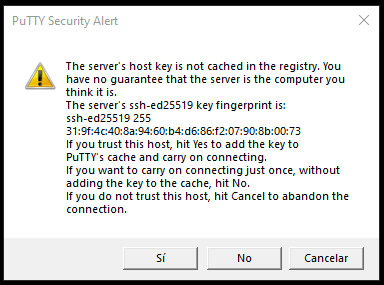 PuTTY Security Alert
The server's host key is not cached in the registry. You
have no guarantee that the server is the computer you
think it is.
The server's ssh-ed25519 key fingerprint is:
ssh-ed25519 255
31:9f:4c:40:8a:94:60:b4:d6:86:f2:07:90:8b:00:73
If you trust this host, hit Yes to add the key to
PuTTY's cache and carry on connecting.
If you want to carry on connecting just once, without
adding the key to the cache, hit No.
If you do not trust this host, hit Cancel to abandon the
connection.
Sí
No
Cancelar